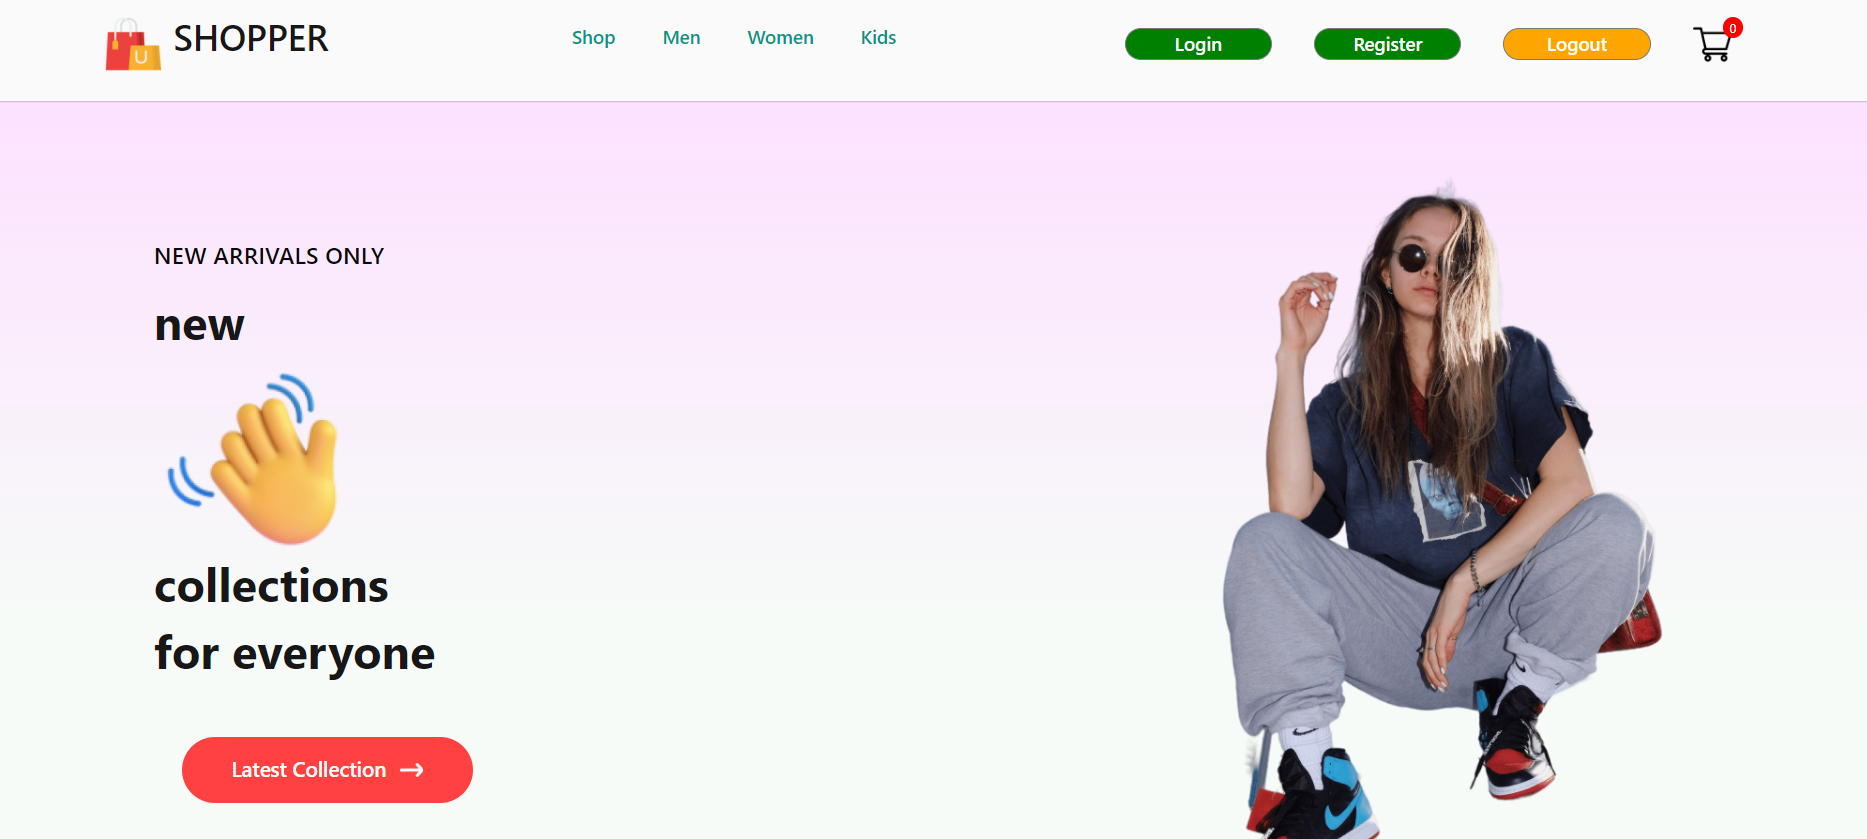 U
SHOPPER
Shop
Men
Women
Kids
Login
Register
Logout
0
NEW ARRIVALS ONLY
new
collections
for everyone
Latest Collection